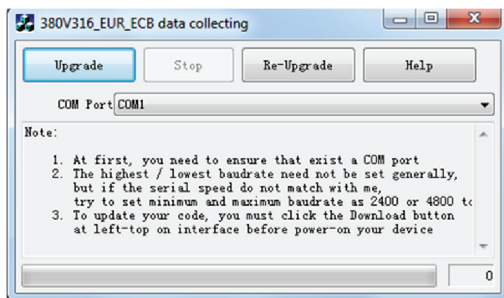 380V316_EUR_ECB data collecting
Upgrade Stop Re-Upgrade Help
COM Port COM1
Note:
1. At first, you need to ensure that exist a COM port
2. The highest / lowest baudrate need not be set generally,
but if the serial speed do not match with me,
try to set minimum and maximum baudrate as 2400 or 4800 to
3. To update your code, you must click the Download button
at left-top on interface before power-on your device
0